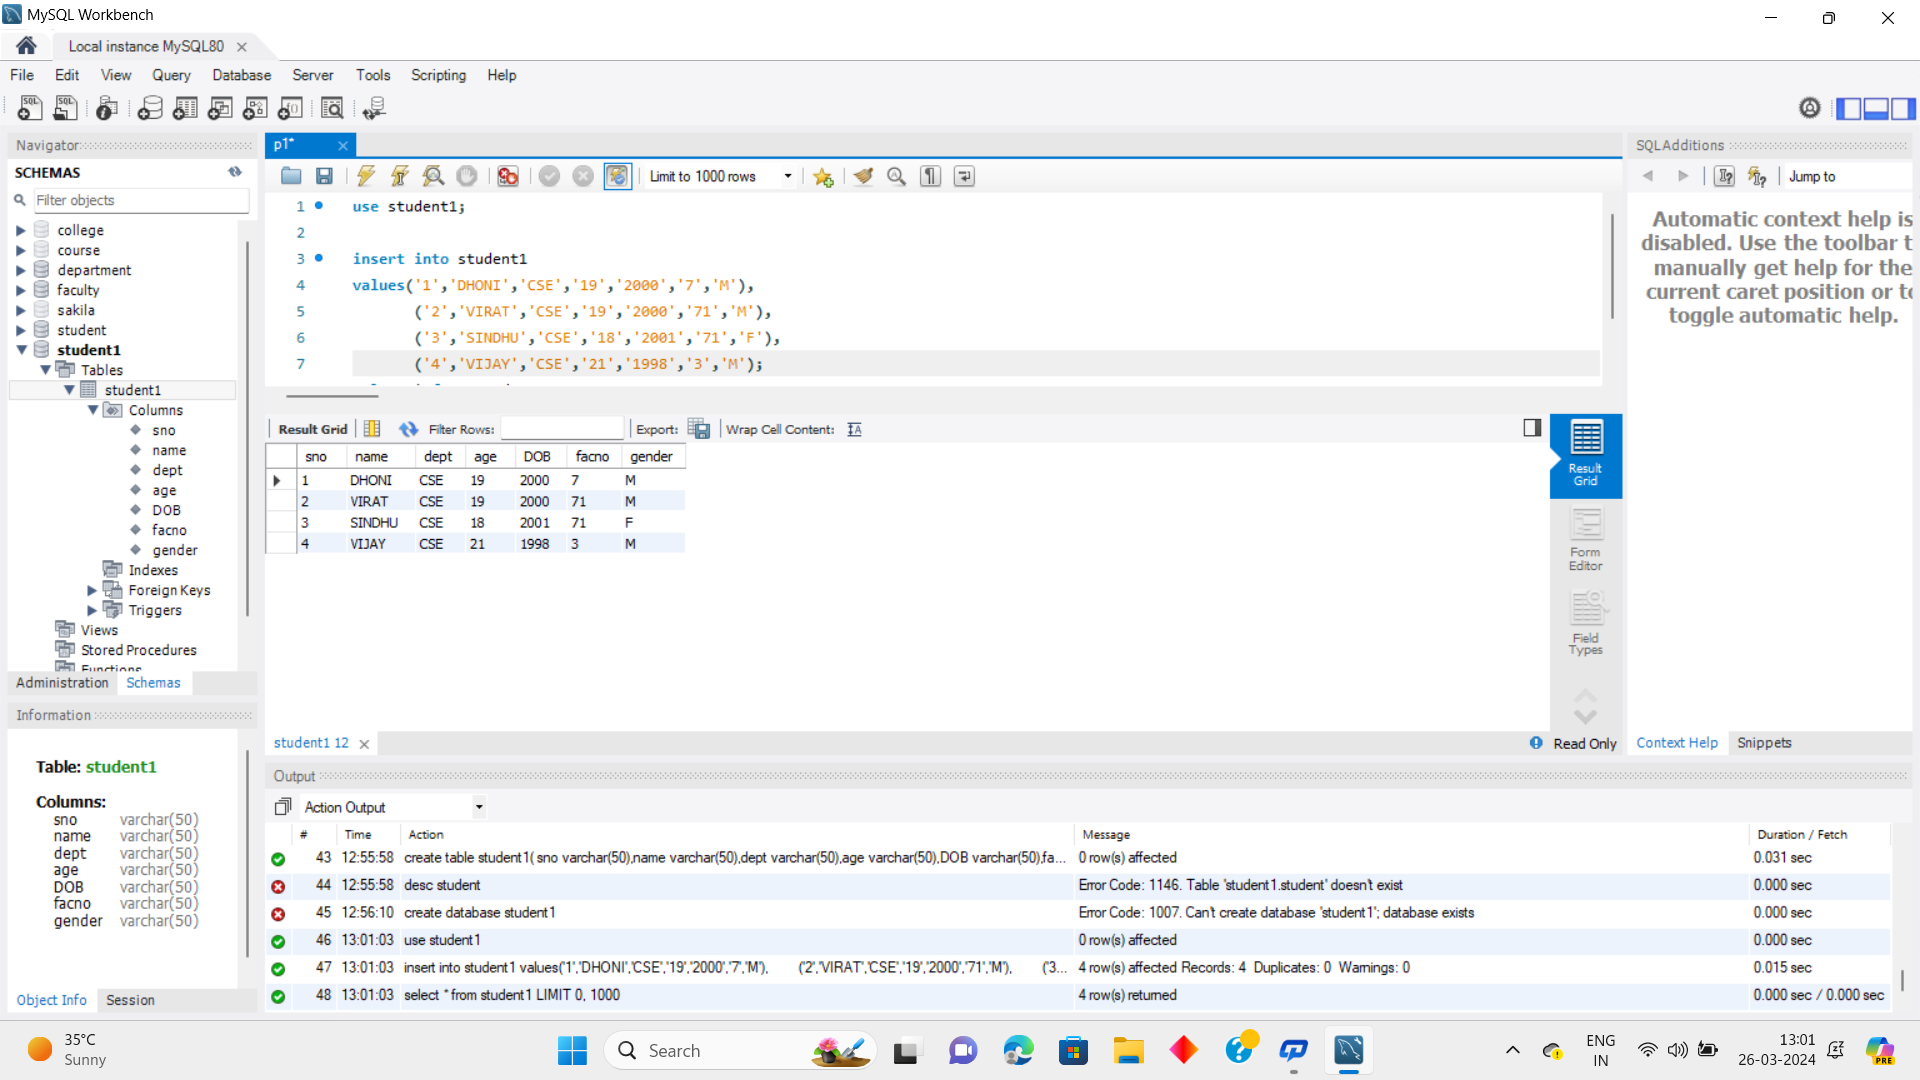 MySQL Workbench
Local instance MySQL80
File Edit View Query Database Server Tools Scripting Help
Navigator
SCHEMAS
Filter objects
college
course
department
faculty
sakila
student
student1
Tables
student1
Columns
sno
name
dept
age
DOB
facno
gender
Indexes
Foreign Keys
Triggers
Views
Stored Procedures
Functions
Administration Schemas
Information
Table: student1
Columns:
sno varchar(50)
name varchar(50)
dept varchar(50)
age varchar(50)
DOB varchar(50)
facno varchar(50)
gender varchar(50)
Object Info Session
p1*
Limit to 1000 rows
1 use student1;
2
3 insert into student1
4 values('1','DHONI','CSE','19','2000','7','M'),
5 ('2','VIRAT','CSE','19','2000','71','M'),
6 ('3','SINDHU','CSE','18','2001','71','F'),
7 ('4','VIJAY','CSE','21','1998','3','M');
Result Grid Filter Rows: Export: Wrap Cell Content:
sno name dept age DOB facno gender
1 DHONI CSE 19 2000 7 M
2 VIRAT CSE 19 2000 71 M
3 SINDHU CSE 18 2001 71 F
4 VIJAY CSE 21 1998 3 M
Result
Grid
Form
Editor
Field
Types
student1 12
Read Only
SQLAdditions
Jump to
Automatic context help is
disabled. Use the toolbar t
manually get help for the
current caret position or to
toggle automatic help.
Context Help Snippets
Output
Action Output
# Time Action Message Duration / Fetch
43 12:55:58 create table student1( sno varchar(50),name varchar(50),dept varchar(50),age varchar(50),DOB varchar(50),fa... 0 row(s) affected 0.031 sec
44 12:55:58 desc student Error Code: 1146. Table 'student1.student' doesn't exist 0.000 sec
45 12:56:10 create database student1 Error Code: 1007. Can't create database 'student1'; database exists 0.000 sec
46 13:01:03 use student1 0 row(s) affected 0.000 sec
47 13:01:03 insert into student1 values('1','DHONI','CSE','19','2000','7','M'), ('2','VIRAT','CSE','19','2000','71','M'), ('3... 4 row(s) affected Records: 4 Duplicates: 0 Warnings: 0 0.015 sec
48 13:01:03 select * from student1 LIMIT 0, 1000 4 row(s) returned 0.000 sec / 0.000 sec
35°C
Sunny
Search
ENG
IN
13:01
26-03-2024
PRE